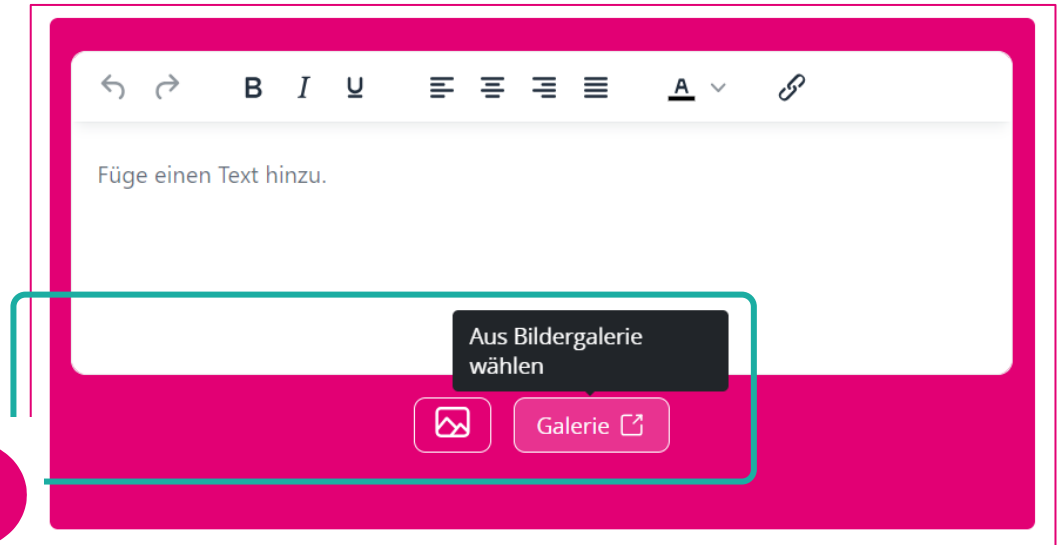 B I U A
Füge einen Text hinzu.
Aus Bildergalerie
wählen
Galerie